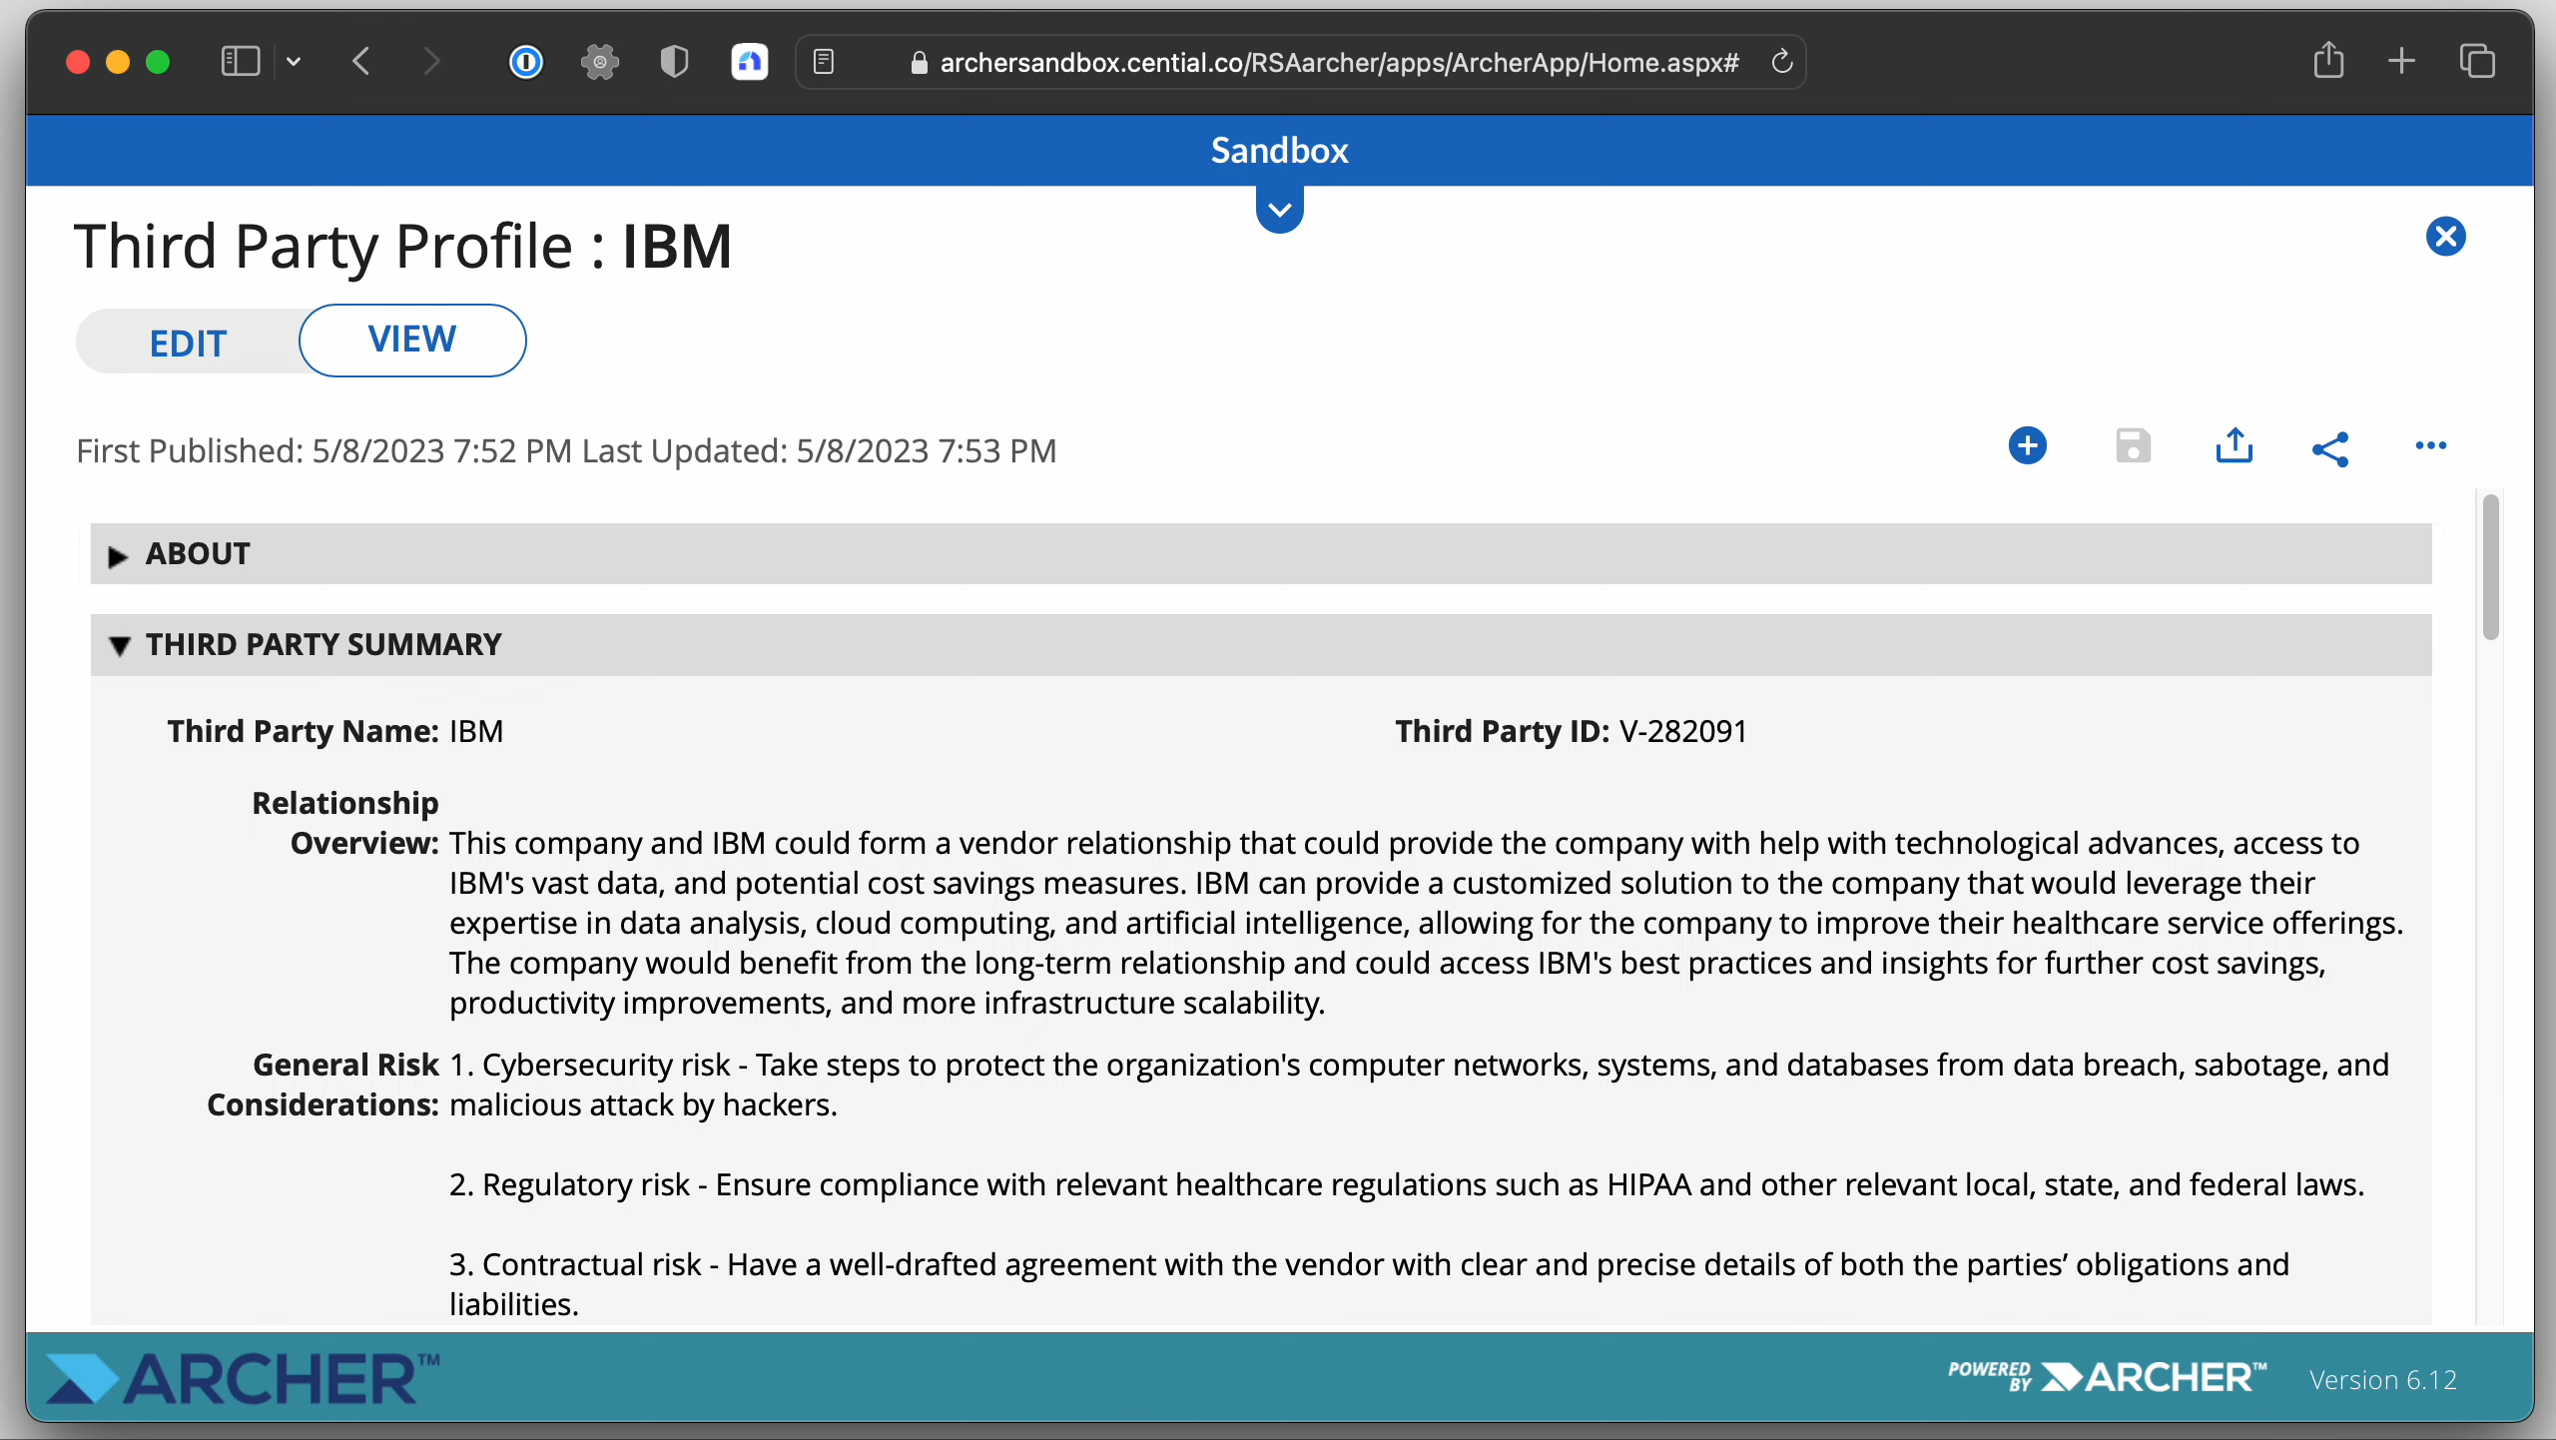 archersandbox.cential.co/RSAarcher/apps/ArcherApp/Home.aspx#
Sandbox
Third Party Profile : IBM
EDIT
VIEW
First Published: 5/8/2023 7:52 PM Last Updated: 5/8/2023 7:53 PM
ABOUT
THIRD PARTY SUMMARY
Third Party Name: IBM
Third Party ID: V-282091
Relationship
Overview: This company and IBM could form a vendor relationship that could provide the company with help with technological advances, access to
IBM's vast data, and potential cost savings measures. IBM can provide a customized solution to the company that would leverage their
expertise in data analysis, cloud computing, and artificial intelligence, allowing for the company to improve their healthcare service offerings.
The company would benefit from the long-term relationship and could access IBM's best practices and insights for further cost savings,
productivity improvements, and more infrastructure scalability.
General Risk 1. Cybersecurity risk - Take steps to protect the organization's computer networks, systems, and databases from data breach, sabotage, and
Considerations: malicious attack by hackers.
2. Regulatory risk - Ensure compliance with relevant healthcare regulations such as HIPAA and other relevant local, state, and federal laws.
3. Contractual risk - Have a well-drafted agreement with the vendor with clear and precise details of both the parties’ obligations and
liabilities.
ARCHER™
POWERED BY ARCHER™
Version 6.12